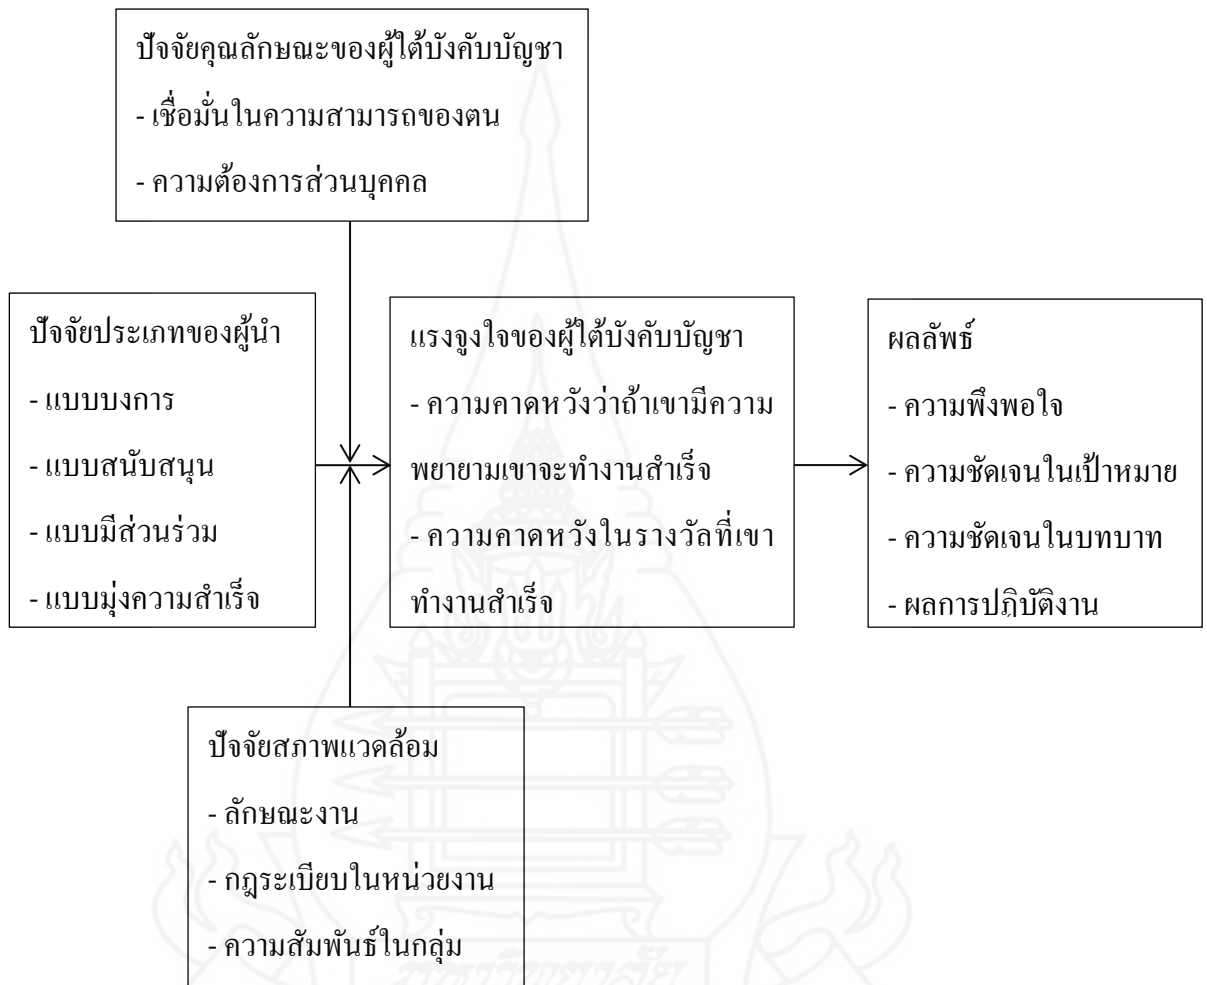 ปัจจัยคุณลักษณะของผู้ใต้บังคับบัญชา
- เชื่อมั่นในความสามารถของตน
- ความต้องการส่วนบุคคล
ปัจจัยประเภทของผู้นำ
- แบบบงการ
- แบบสนับสนุน
- แบบมีส่วนร่วม
- แบบมุ่งความสำเร็จ
แรงจูงใจของผู้ใต้บังคับบัญชา
- ความคาดหวังว่าถ้าเขามีความ
พยายามเขาจะทำงานสำเร็จ
- ความคาดหวังในรางวัลที่เขา
ทำงานสำเร็จ
ผลลัพธ์
- ความพึงพอใจ
- ความชัดเจนในเป้าหมาย
- ความชัดเจนในบทบาท
- ผลการปฏิบัติงาน
ปัจจัยสภาพแวดล้อม
- ลักษณะงาน
- กฎระเบียบในหน่วยงาน
- ความสัมพันธ์ในกลุ่ม